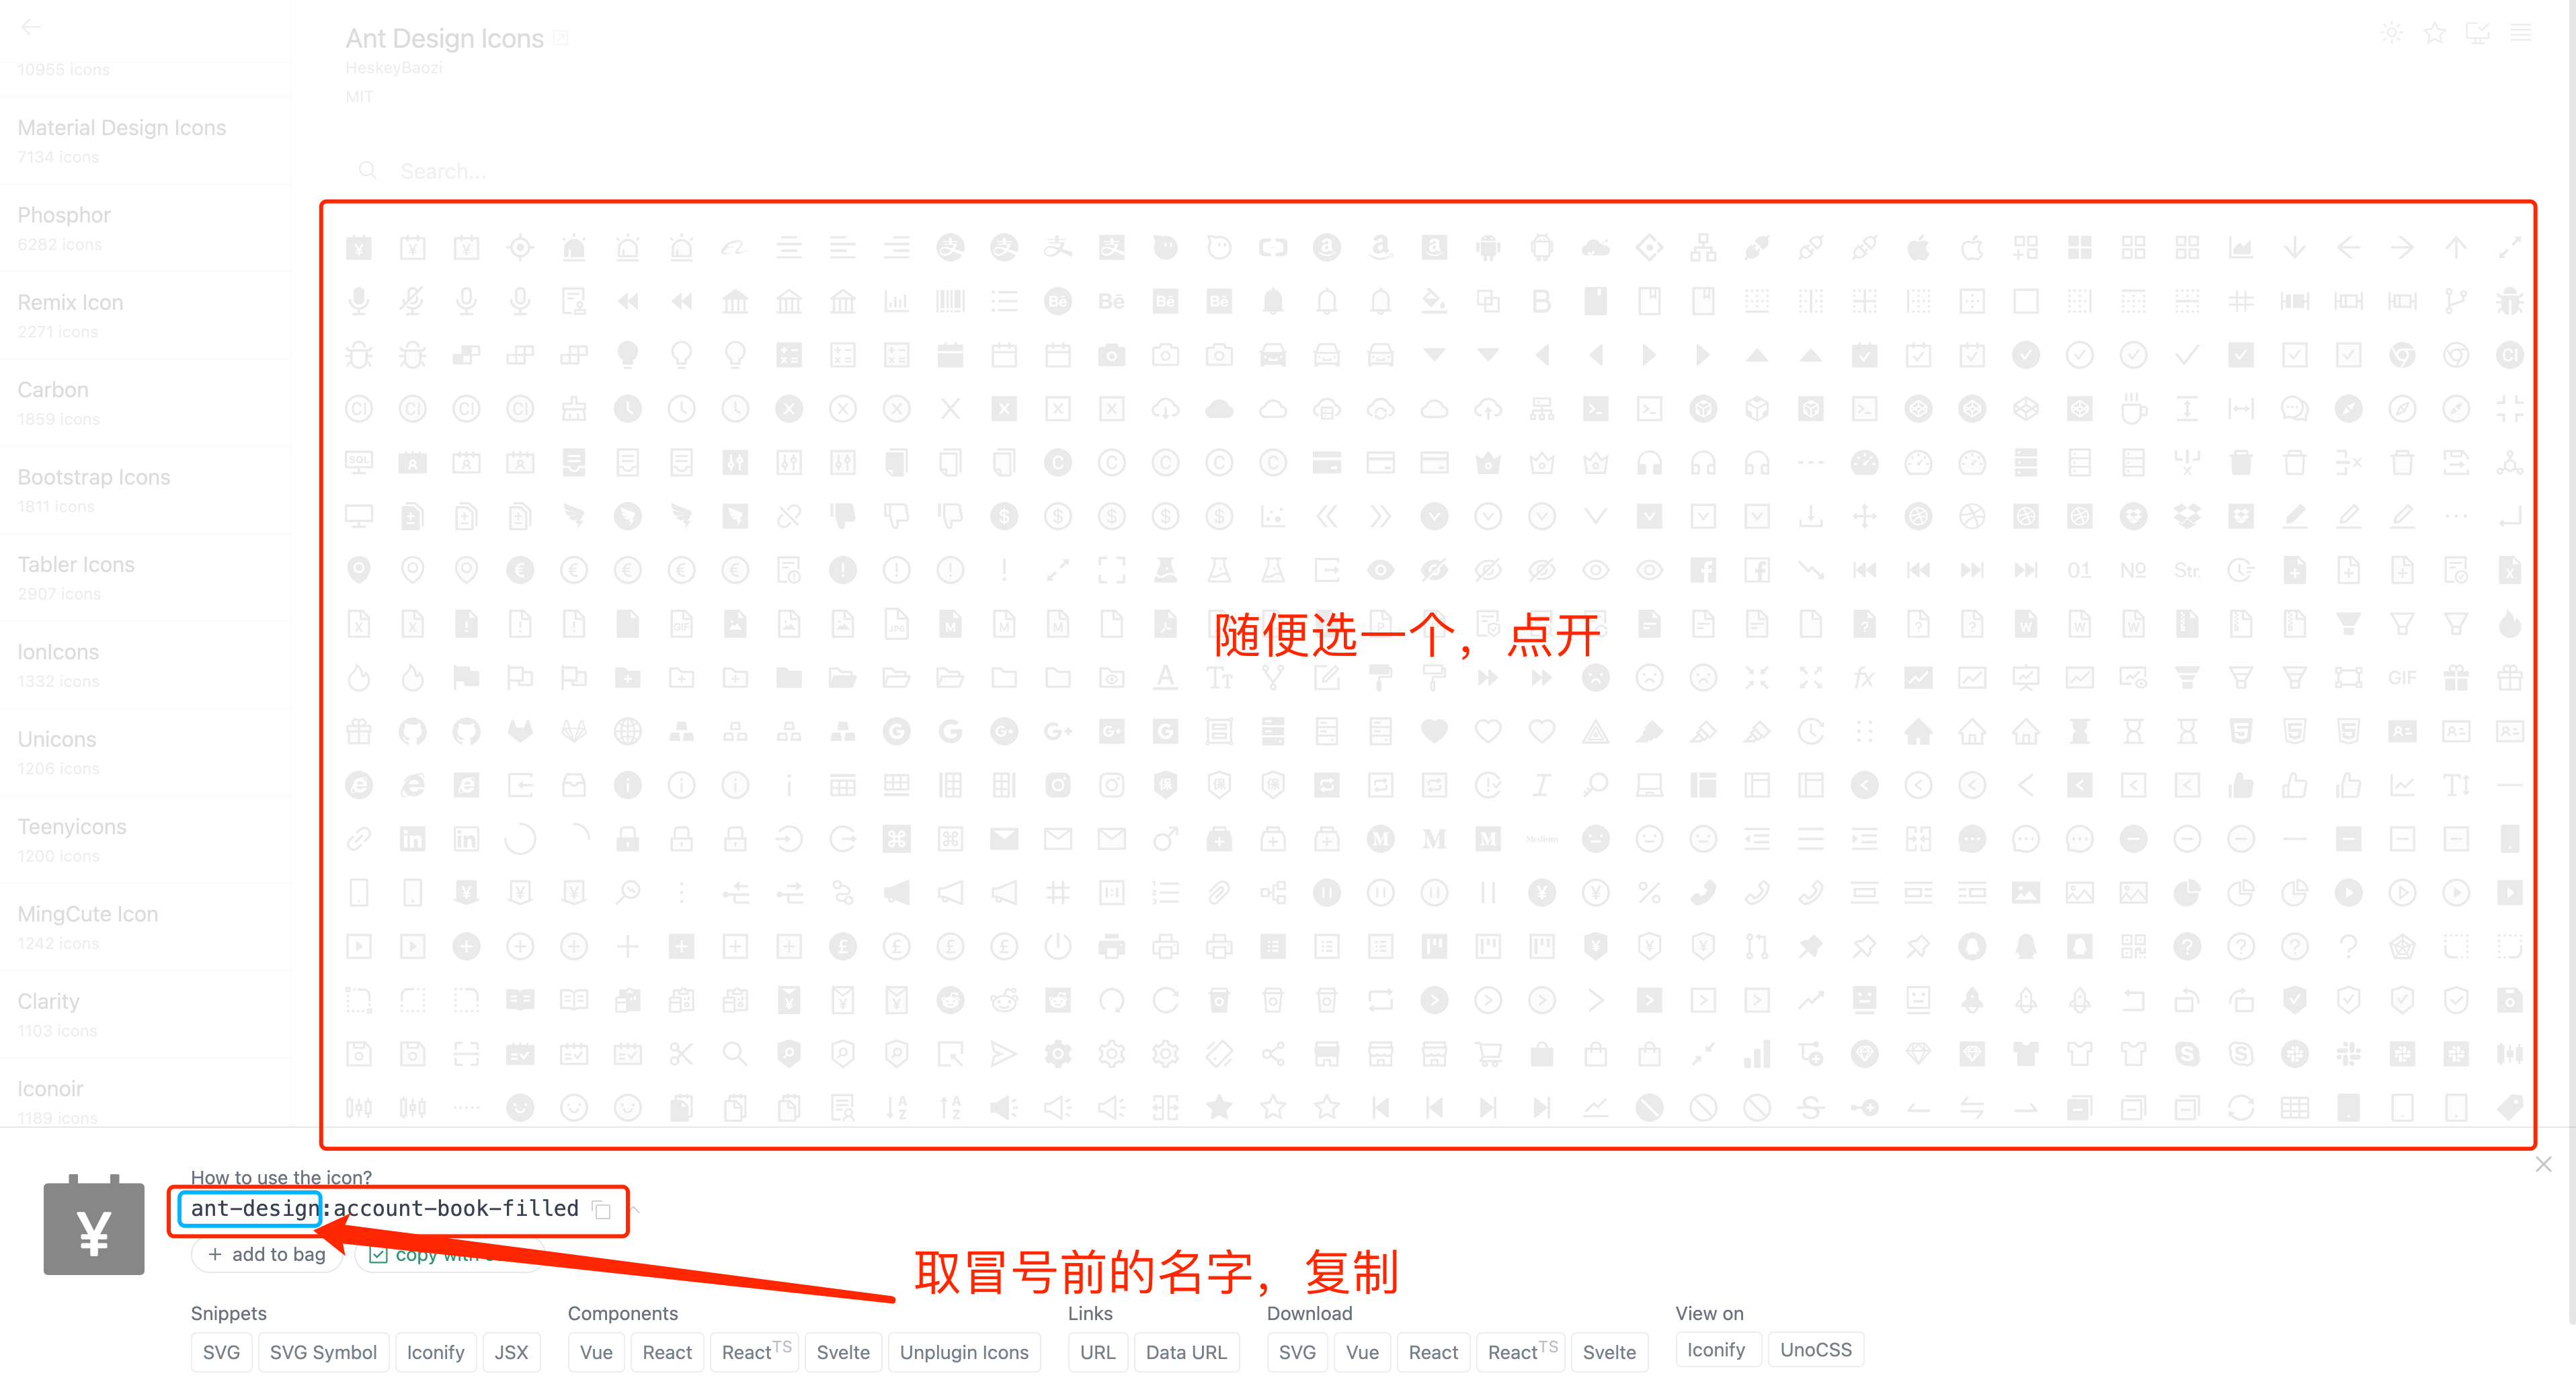 10955 icons
Material Design Icons
7134 icons
Phosphor
6282 icons
Remix Icon
2271 icons
Carbon
1859 icons
Bootstrap Icons
1811 icons
Tabler Icons
2907 icons
IonIcons
1332 icons
Unicons
1206 icons
Teenyicons
1200 icons
MingCute Icon
1242 icons
Clarity
1103 icons
Iconoir
1189 icons
Ant Design Icons
HeskeyBaozi
MIT
Search...
随便选一个，点开
How to use the icon?
ant-design:account-book-filled
+ add to bag
copy with
取冒号前的名字，复制
Snippets
SVG SVG Symbol Iconify JSX
Components
Vue React ReactTS Svelte Unplugin Icons
Links
URL Data URL
Download
SVG Vue React ReactTS Svelte
View on
Iconify UnoCSS